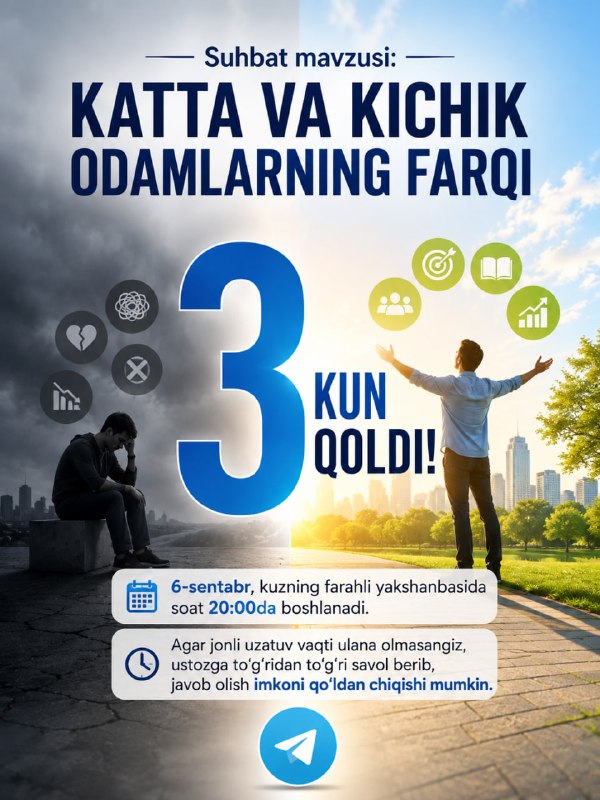 Suhbat mavzusi:
KATTA VA KICHIK
ODAMLARNING FARQI
3
KUN
QOLDI!
6-sentabr, kuzning farahli yakshanbasida
soat 20:00da boshlanadi.
Agar jonli uzatuv vaqti ulana olmasangiz,
ustozga to‘g‘ridan to‘g‘ri savol berib,
javob olish imkoni qo‘ldan chiqishi mumkin.